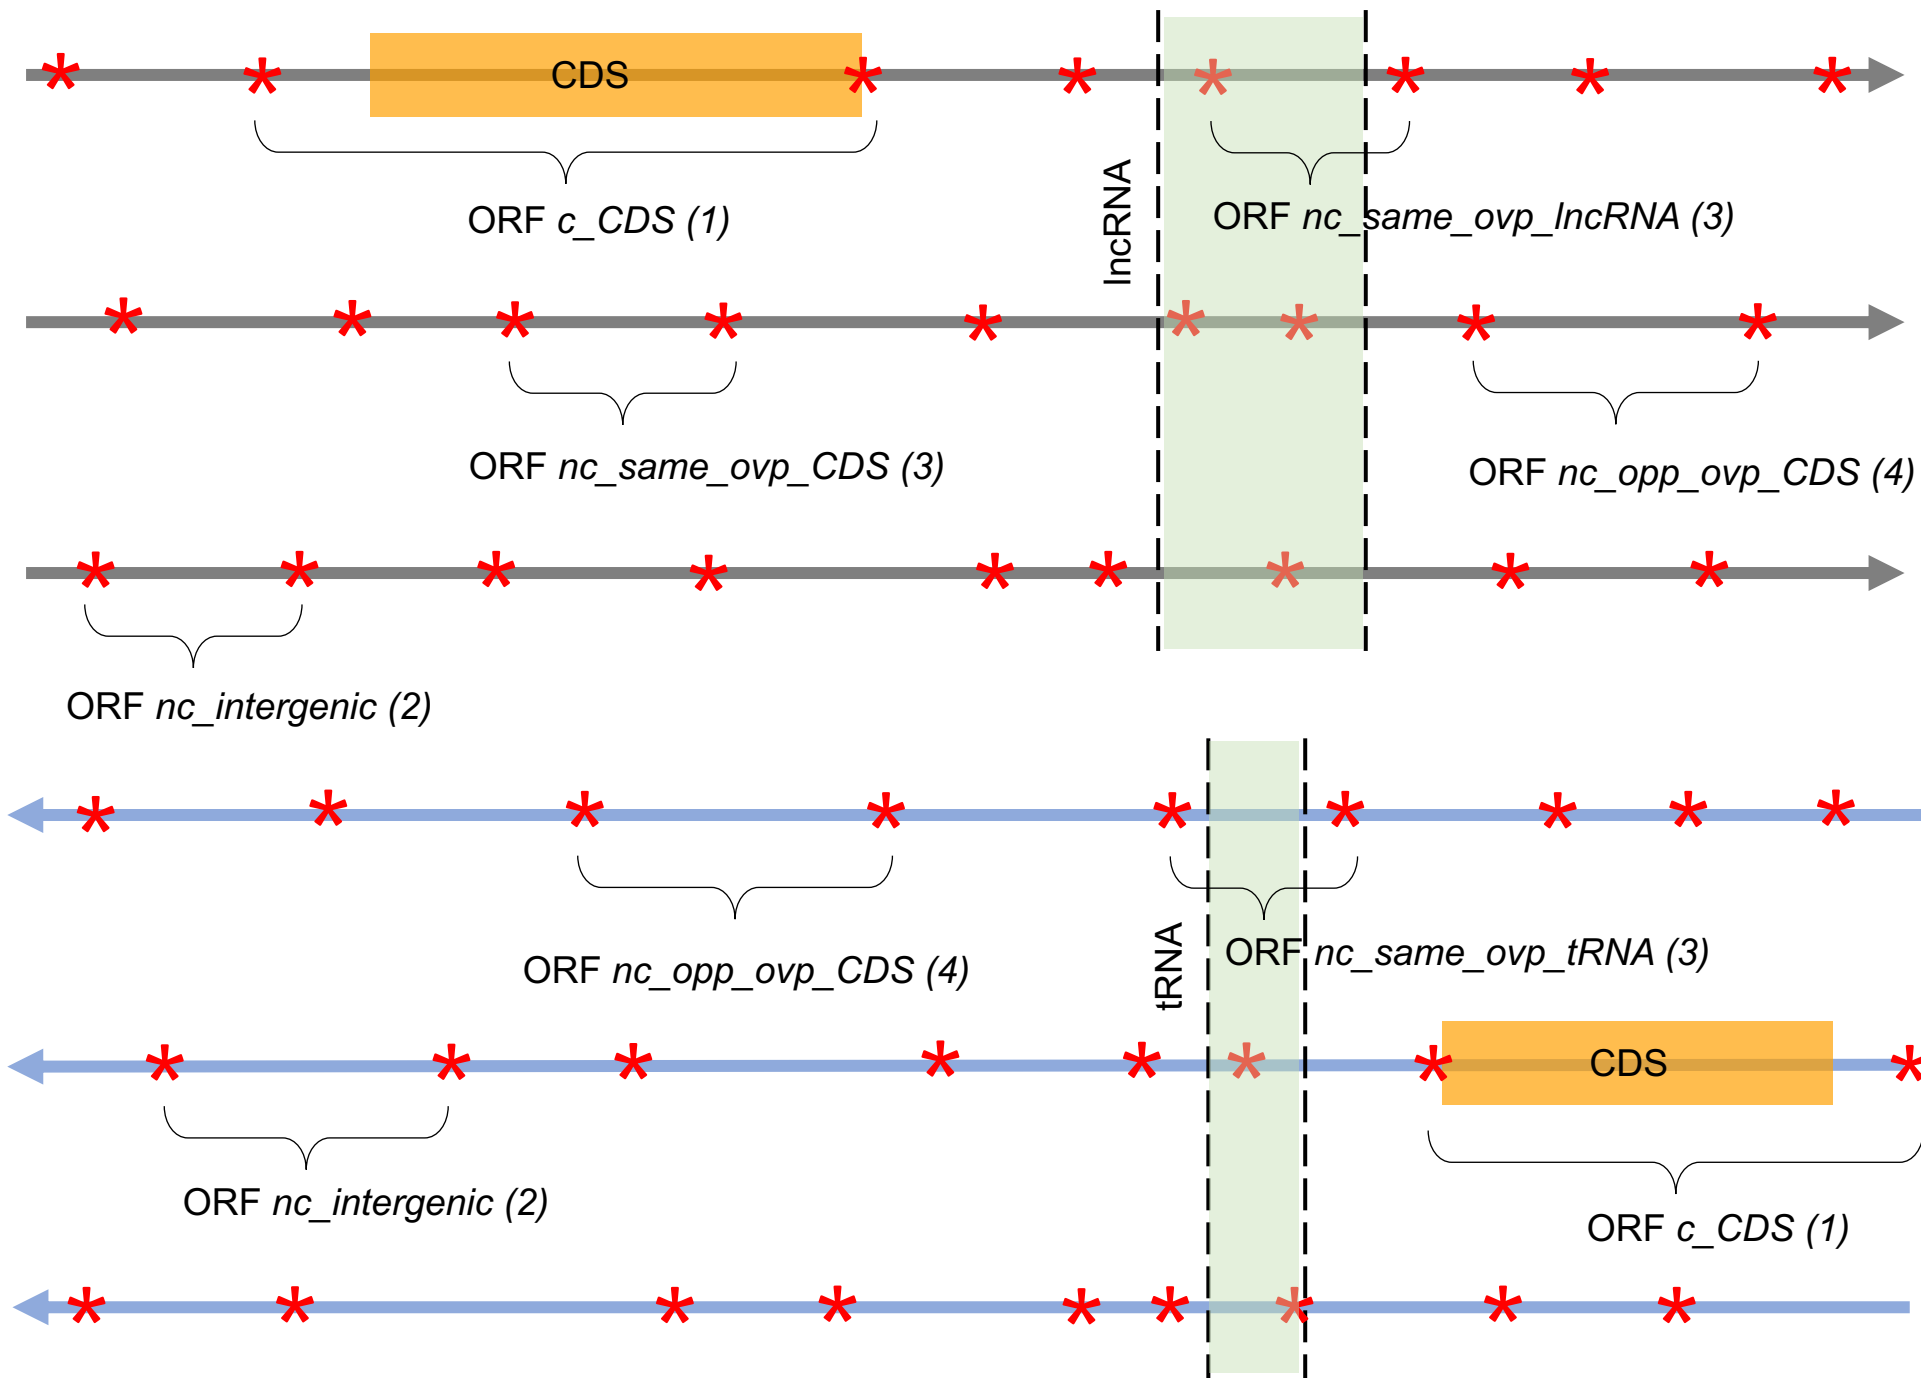 CDS
ORF c_CDS (1)
lncRNA
ORF nc_same_ovp_lncRNA (3)
ORF nc_same_ovp_CDS (3)
ORF nc_opp_ovp_CDS (4)
ORF nc_intergenic (2)
ORF nc_opp_ovp_CDS (4)
tRNA
ORF nc_same_ovp_tRNA (3)
CDS
ORF nc_intergenic (2)
ORF c_CDS (1)